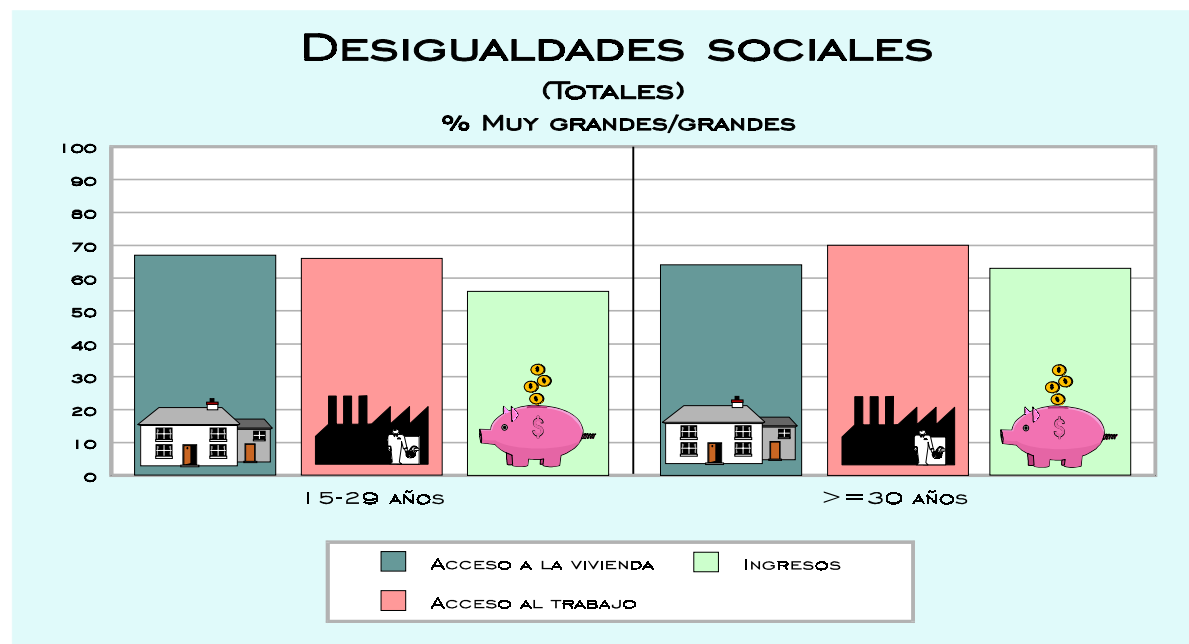 DESIGUALDADES SOCIALES
(TOTALES)
% MUY GRANDES/GRANDES
100
90
80
70
60
50
40
30
20
10
0
$ $
15-29 AÑOS >=30 AÑOS
ACCESO A LA VIVIENDA INGRESOS
ACCESO AL TRABAJO